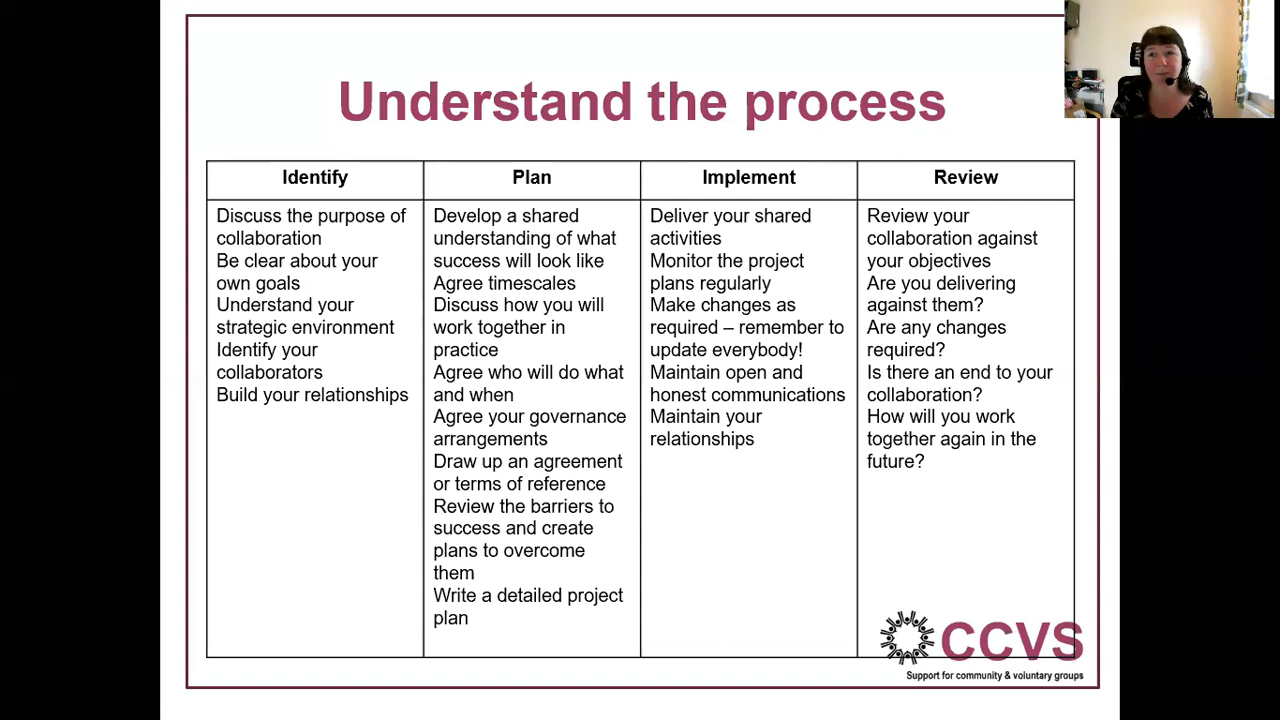 Understand the process
Identify
Plan
Implement
Review
Discuss the purpose of
collaboration
Be clear about your
own goals
Understand your
strategic environment
Identify your
collaborators
Build your relationships
Develop a shared
understanding of what
success will look like
Agree timescales
Discuss how you will
work together in
practice
Agree who will do what
and when
Agree your governance
arrangements
Draw up an agreement
or terms of reference
Review the barriers to
success and create
plans to overcome
them
Write a detailed project
plan
Deliver your shared
activities
Monitor the project
plans regularly
Make changes as
required – remember to
update everybody!
Maintain open and
honest communications
Maintain your
relationships
Review your
collaboration against
your objectives
Are you delivering
against them?
Are any changes
required?
Is there an end to your
collaboration?
How will you work
together again in the
future?
CCVS
Support for community & voluntary groups